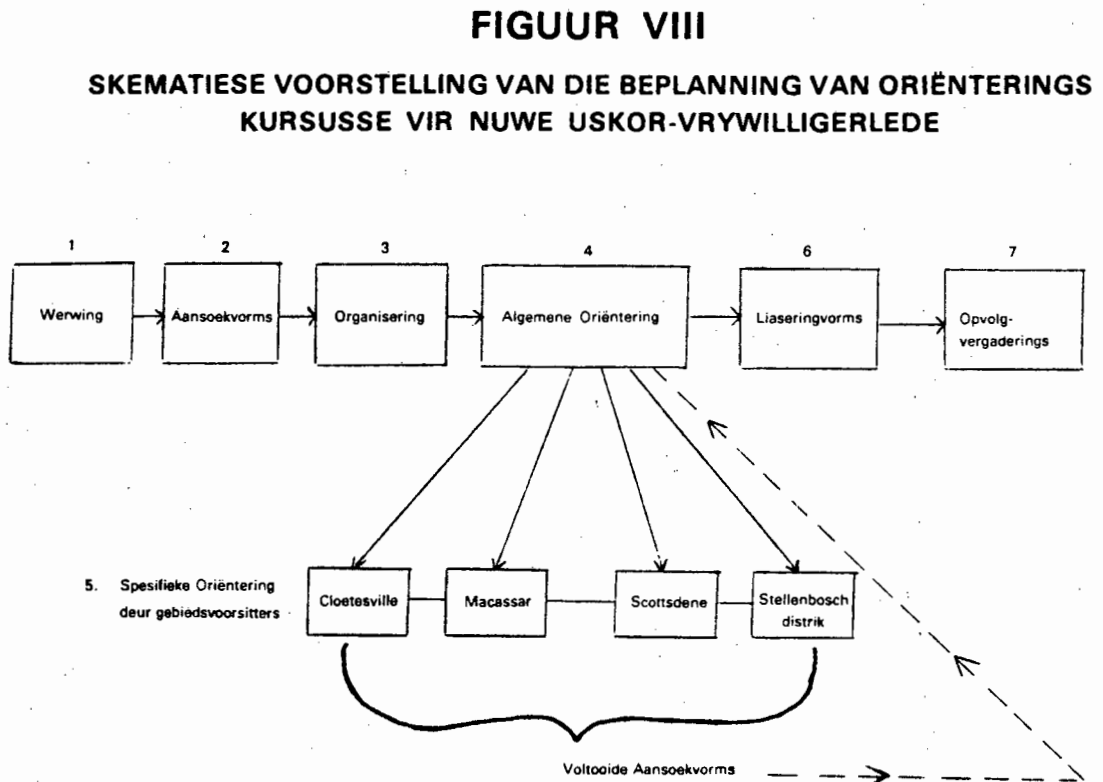 FIGUUR VIII
SKEMATIESE VOORSTELLING VAN DIE BEPLANNING VAN ORIËNTERINGS
KURSUSSE VIR NUWE USKOR-VRYWILLIGERLEDE
1
2
3
4
6
7
Werwing
Aansoekvorms
Organisering
Algemene Oriëntering
Liaseringvorms
Opvolg-
vergaderings
5. Spesifieke Oriëntering
deur gebiedsvoorsitters
Cloetesville
Macassar
Scottsdene
Stellenbosch
distrik
Voltooide Aansoekvorms